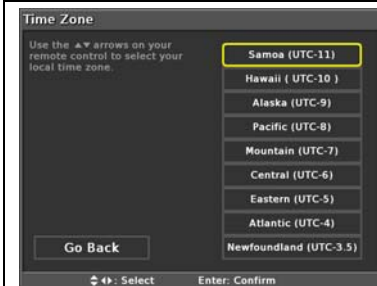 Time Zone
Use the ▲▼ arrows on your
remote control to select your
local time zone.
Samoa (UTC-11)
Hawaii ( UTC-10 )
Alaska (UTC-9)
Pacific (UTC-8)
Mountain (UTC-7)
Central (UTC-6)
Eastern (UTC-5)
Atlantic (UTC-4)
Newfoundland (UTC-3.5)
Go Back
: Select Enter: Confirm